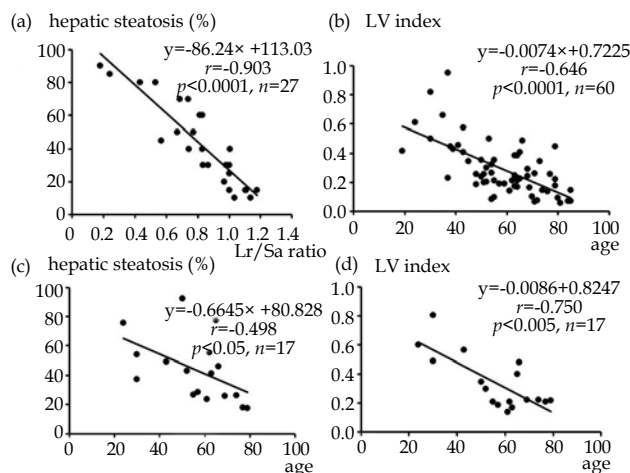 (a) hepatic steatosis (%)
y=-86.24× +113.03
r=-0.903
p<0.0001, n=27
100
80
60
40
20
0
0 0.2 0.4 0.6 0.8 1.0 1.2 1.4
Lr/Sa ratio
(b) LV index
y=-0.0074×+0.7225
r=-0.646
p<0.0001, n=60
1.0
0.8
0.6
0.4
0.2
0.0
0 20 40 60 80 100
age
(c) hepatic steatosis (%)
y=-0.6645× +80.828
r=-0.498
p<0.05, n=17
100
80
60
40
20
0
0 20 40 60 80 100
age
(d) LV index
y=-0.0086+0.8247
r=-0.750
p<0.005, n=17
1.0
0.8
0.6
0.4
0.2
0.0
0 20 40 60 80 100
age